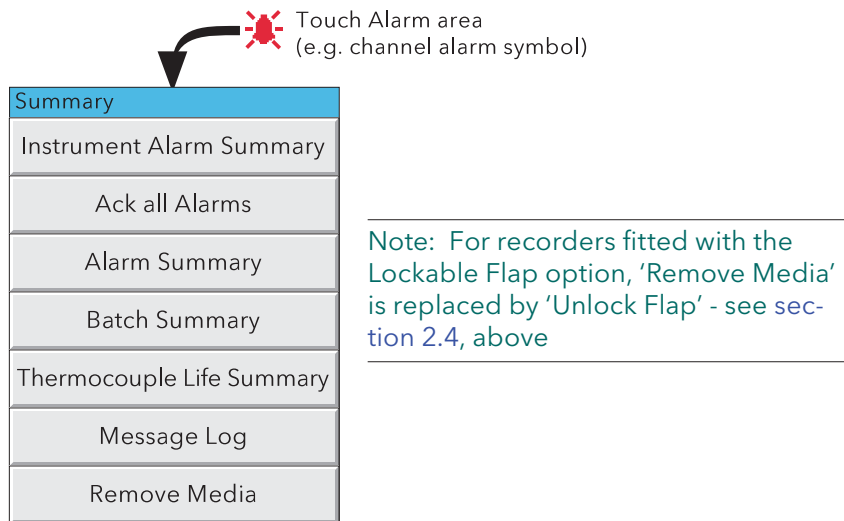 Touch Alarm area
(e.g. channel alarm symbol)
Summary
Instrument Alarm Summary
Ack all Alarms
Alarm Summary
Batch Summary
Thermocouple Life Summary
Message Log
Remove Media
Note: For recorders fitted with the
Lockable Flap option, ‘Remove Media’
is replaced by ‘Unlock Flap’ - see sec-
tion 2.4, above